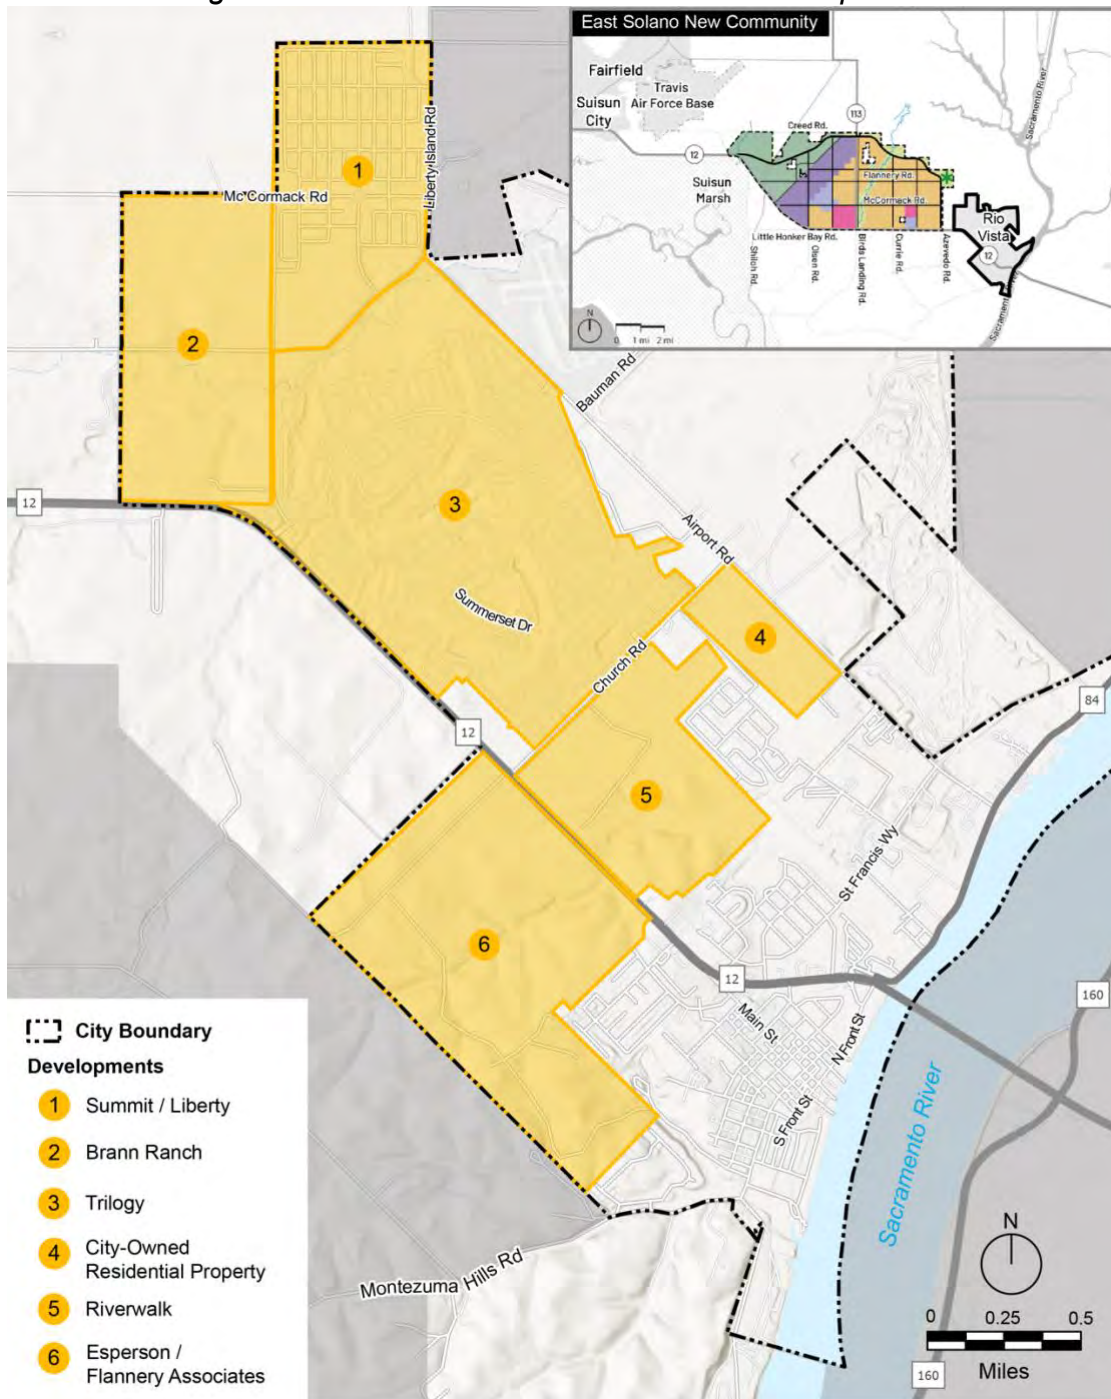 East Solano New Community
Fairfield
Travis
Air Force Base
Suisun
City
113
Creed Rd.
12
Flannery Rd.
Suisun
Marsh
McCormack Rd.
Rio
Vista
12
Little Honker Bay Rd.
Shiloh Rd.
Olsen Rd.
Birds Landing Rd.
Currie Rd.
Azevedo Rd.
Sacramento River
Sacramento River
N
0 1 mi 2 mi
1
Liberty Island Rd
Mc Cormack Rd
2
Bauman Rd
12
3
Airport Rd
Summerset Dr
4
Church Rd
84
12
5
St Francis Wy
6
12
160
Main St
N Front St
S Front St
Sacramento River
Montezuma Hills Rd
City Boundary
Developments
1 Summit / Liberty
2 Brann Ranch
3 Trilogy
4 City-Owned
Residential Property
5 Riverwalk
6 Esperson /
Flannery Associates
N
0 0.25 0.5
Miles
160